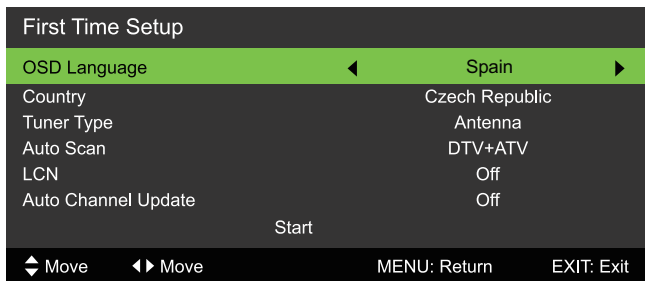 First Time Setup
OSD Language Spain
Country Czech Republic
Tuner Type Antenna
Auto Scan DTV+ATV
LCN Off
Auto Channel Update Off
Start
Move Move MENU: Return EXIT: Exit